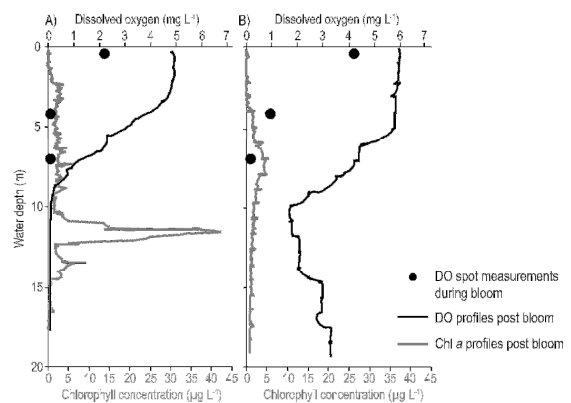 A) Dissolved oxygen (mg L⁻¹) B) Dissolved oxygen (mg L⁻¹)
0 1 2 3 4 5 6 7 0 1 2 3 4 5 6 7
0
5
10
15
20
Water depth (m)
DO spot measurements
during bloom
DO profiles post bloom
Chl a profiles post bloom
0 5 10 15 20 25 30 35 40 45 0 5 10 15 20 25 30 35 40 45
Chlorophyll concentration (µg L⁻¹) Chlorophyll concentration (µg L⁻¹)